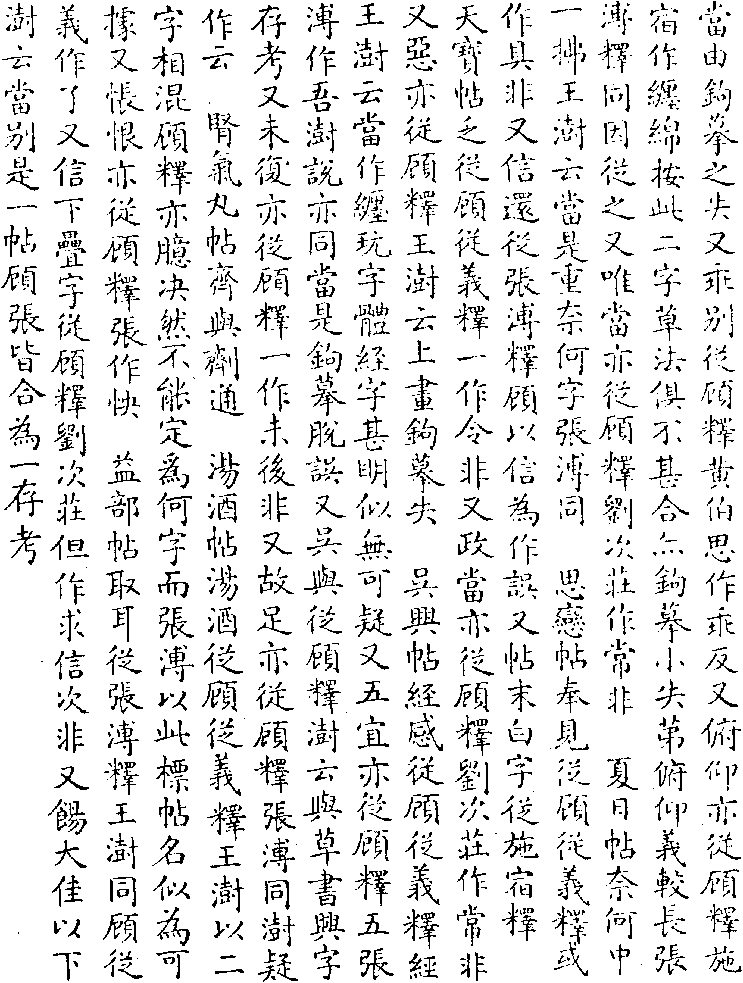 當由鉤摹之失又乖别從顧釋黄伯思作乖反又俯仰亦從顧釋施
宿作纏綿按此二字草法俱不甚合亦鉤摹小失第俯仰義較長張
溥釋同因從之又唯當亦從顧釋劉次莊作常非　夏日帖奈何中
一拂王澍云當是重奈何字張溥同　思戀帖奉見從顧從義釋或
作具非又信還從張溥釋顧以信為作誤又帖末白字從施宿釋
天寳帖乏從顧從義釋一作令非又政當亦從顧釋劉次莊作常非
又惡亦從顧釋王澍云上畫鉤摹失　吴興帖經感從顧從義釋經
王澍云當作纏玩字體經字甚明似無可疑又五宜亦從顧釋五張
溥作吾澍説亦同當是鉤摹脱誤又吴與從顧釋澍云與草書興字
存考又未復亦從顧釋一作未後非又故足亦從顧釋張溥同澍疑
作云　腎氣丸帖齊與劑通　湯酒帖湯酒從顧從義釋王澍以二
字相混顧釋亦臆决然不能定為何字而張溥以此標帖名似為可
據又悵恨亦從顧釋張作怏　益部帖取耳從張溥釋王澍同顧從
義作了又信下疊字從顧釋劉次莊但作求信次非又餳大佳以下
澍云當别是一帖顧張皆合為一存考